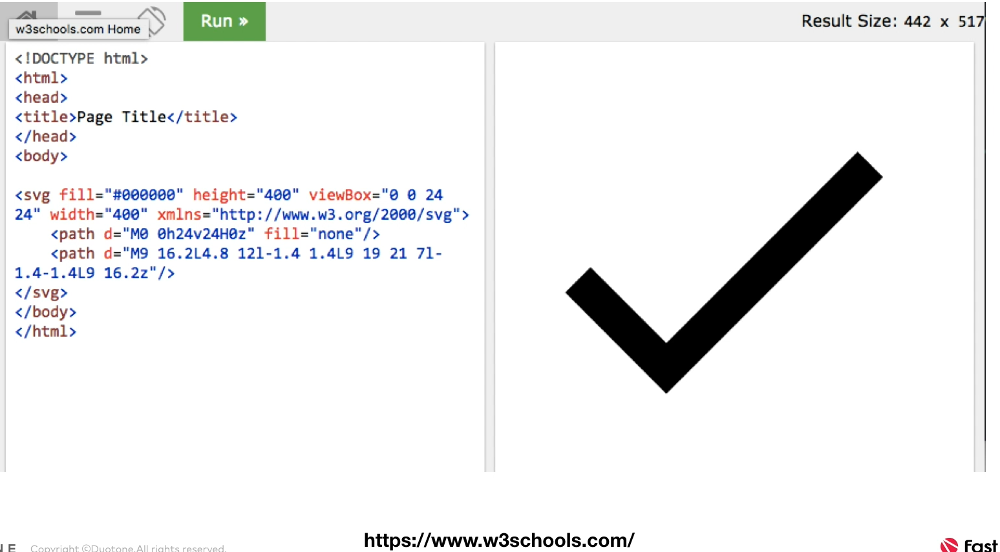 Run »
Result Size: 442 x 517
w3schools.com Home
<!DOCTYPE html>
<html>
<head>
<title>Page Title</title>
</head>
<body>
<svg fill="#000000" height="400" viewBox="0 0 24
24" width="400" xmlns="http://www.w3.org/2000/svg">
<path d="M0 0h24v24H0z" fill="none"/>
<path d="M9 16.2L4.8 12l-1.4 1.4L9 19 21 7l-
1.4-1.4L9 16.2z"/>
</svg>
</body>
</html>
https://www.w3schools.com/
Copyright ©Duotone.All rights reserved.
Fast